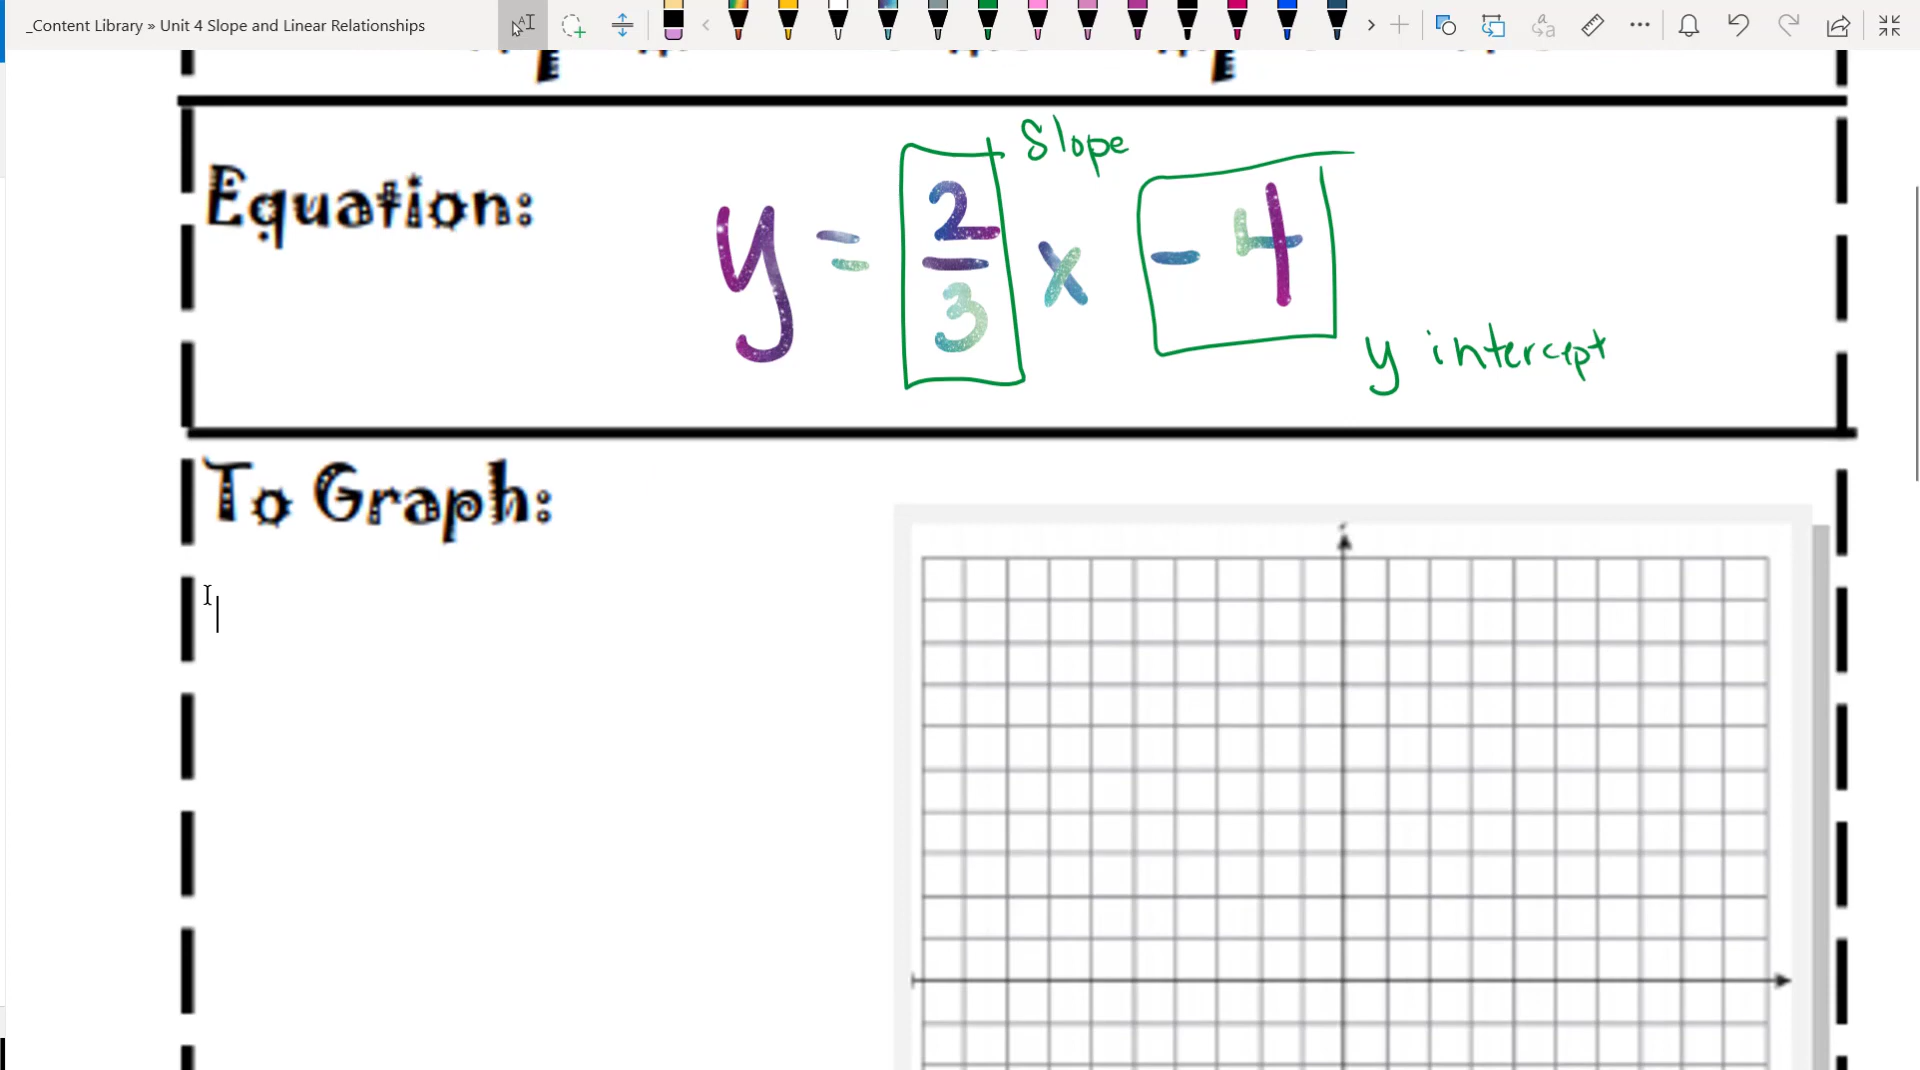 _Content Library » Unit 4 Slope and Linear Relationships
Slope
Equation: y = 2/3 x - 4
y intercept
To Graph: